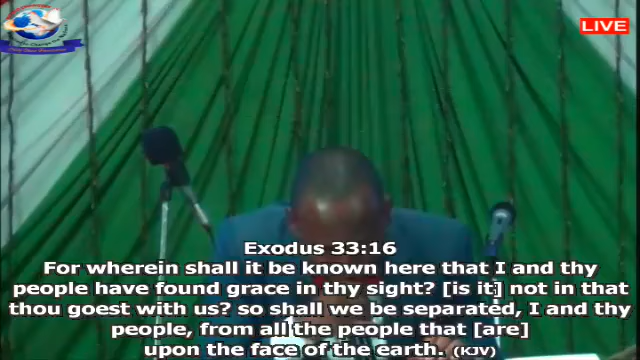 LIVE
Exodus 33:16
For wherein shall it be known here that I and thy
people have found grace in thy sight? [is it] not in that
thou goest with us? so shall we be separated, I and thy
people, from all the people that [are]
upon the face of the earth. (KJV)